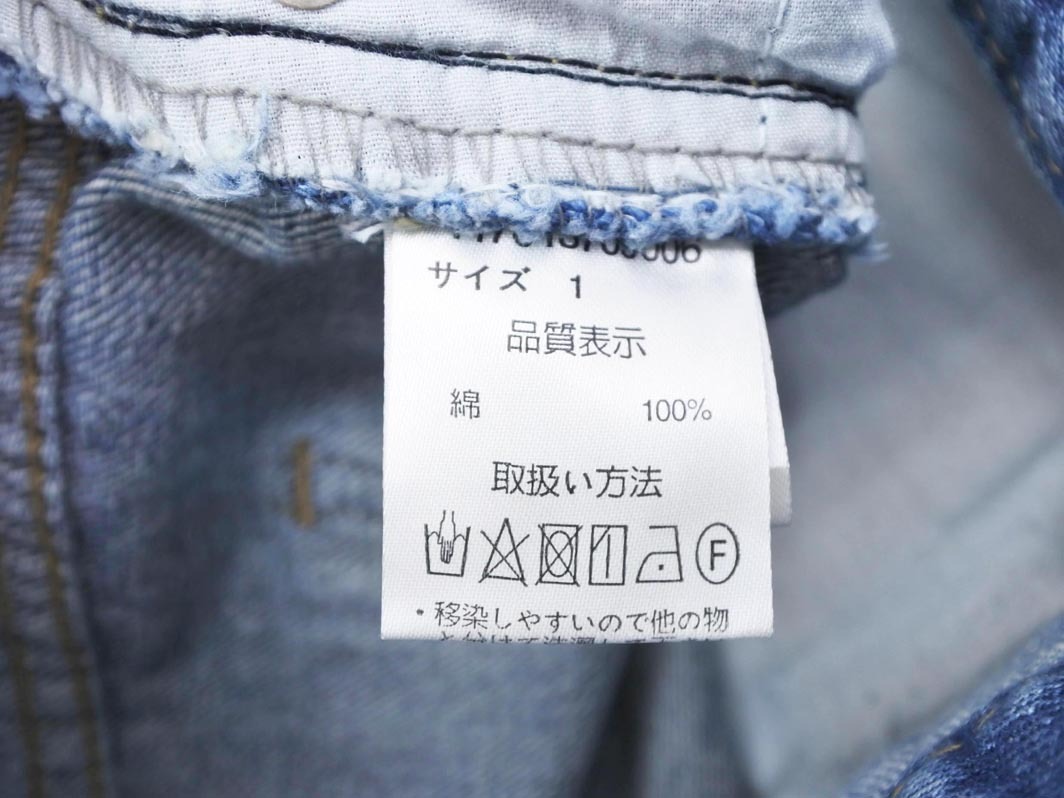 サイズ 1
品質表示
綿 100%
取扱い方法
F
・移染しやすいので他の物